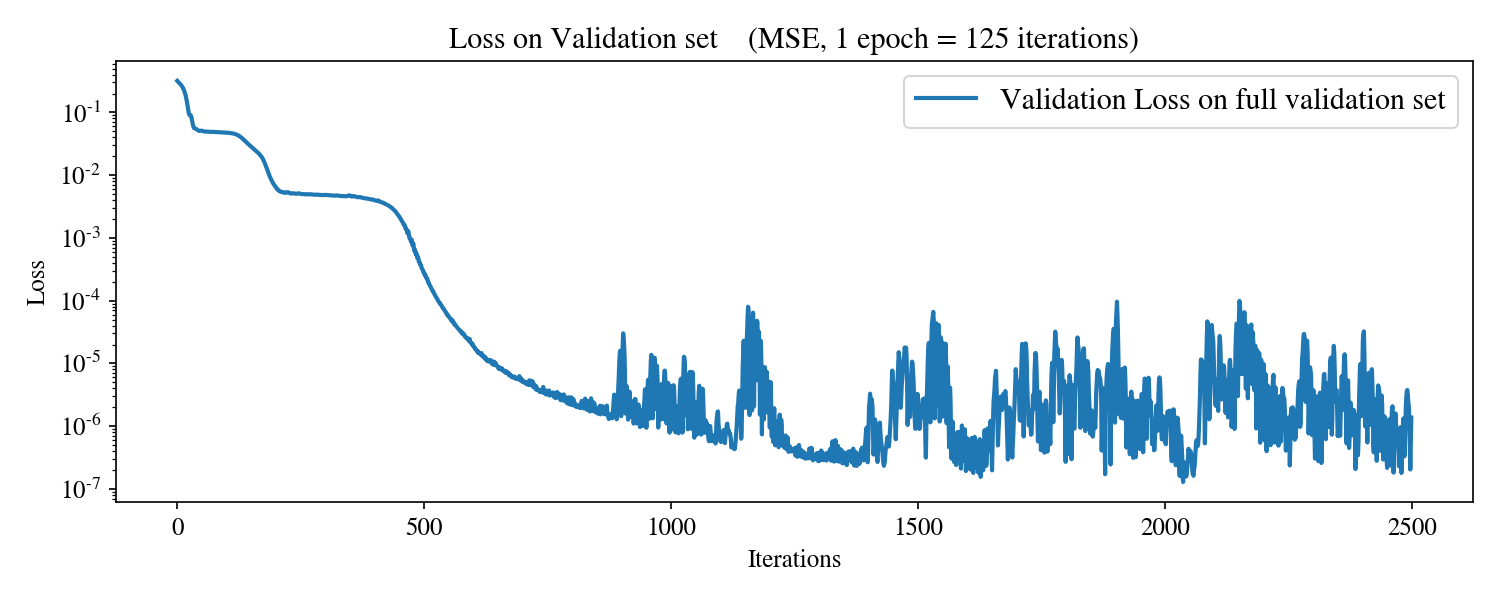 Loss on Validation set (MSE, 1 epoch = 125 iterations)
Validation Loss on full validation set
Loss
10⁻¹
10⁻²
10⁻³
10⁻⁴
10⁻⁵
10⁻⁶
10⁻⁷
0 500 1000 1500 2000 2500
Iterations